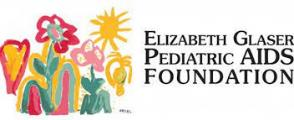 ELIZABETH GLASER
PEDIATRIC AIDS
FOUNDATION